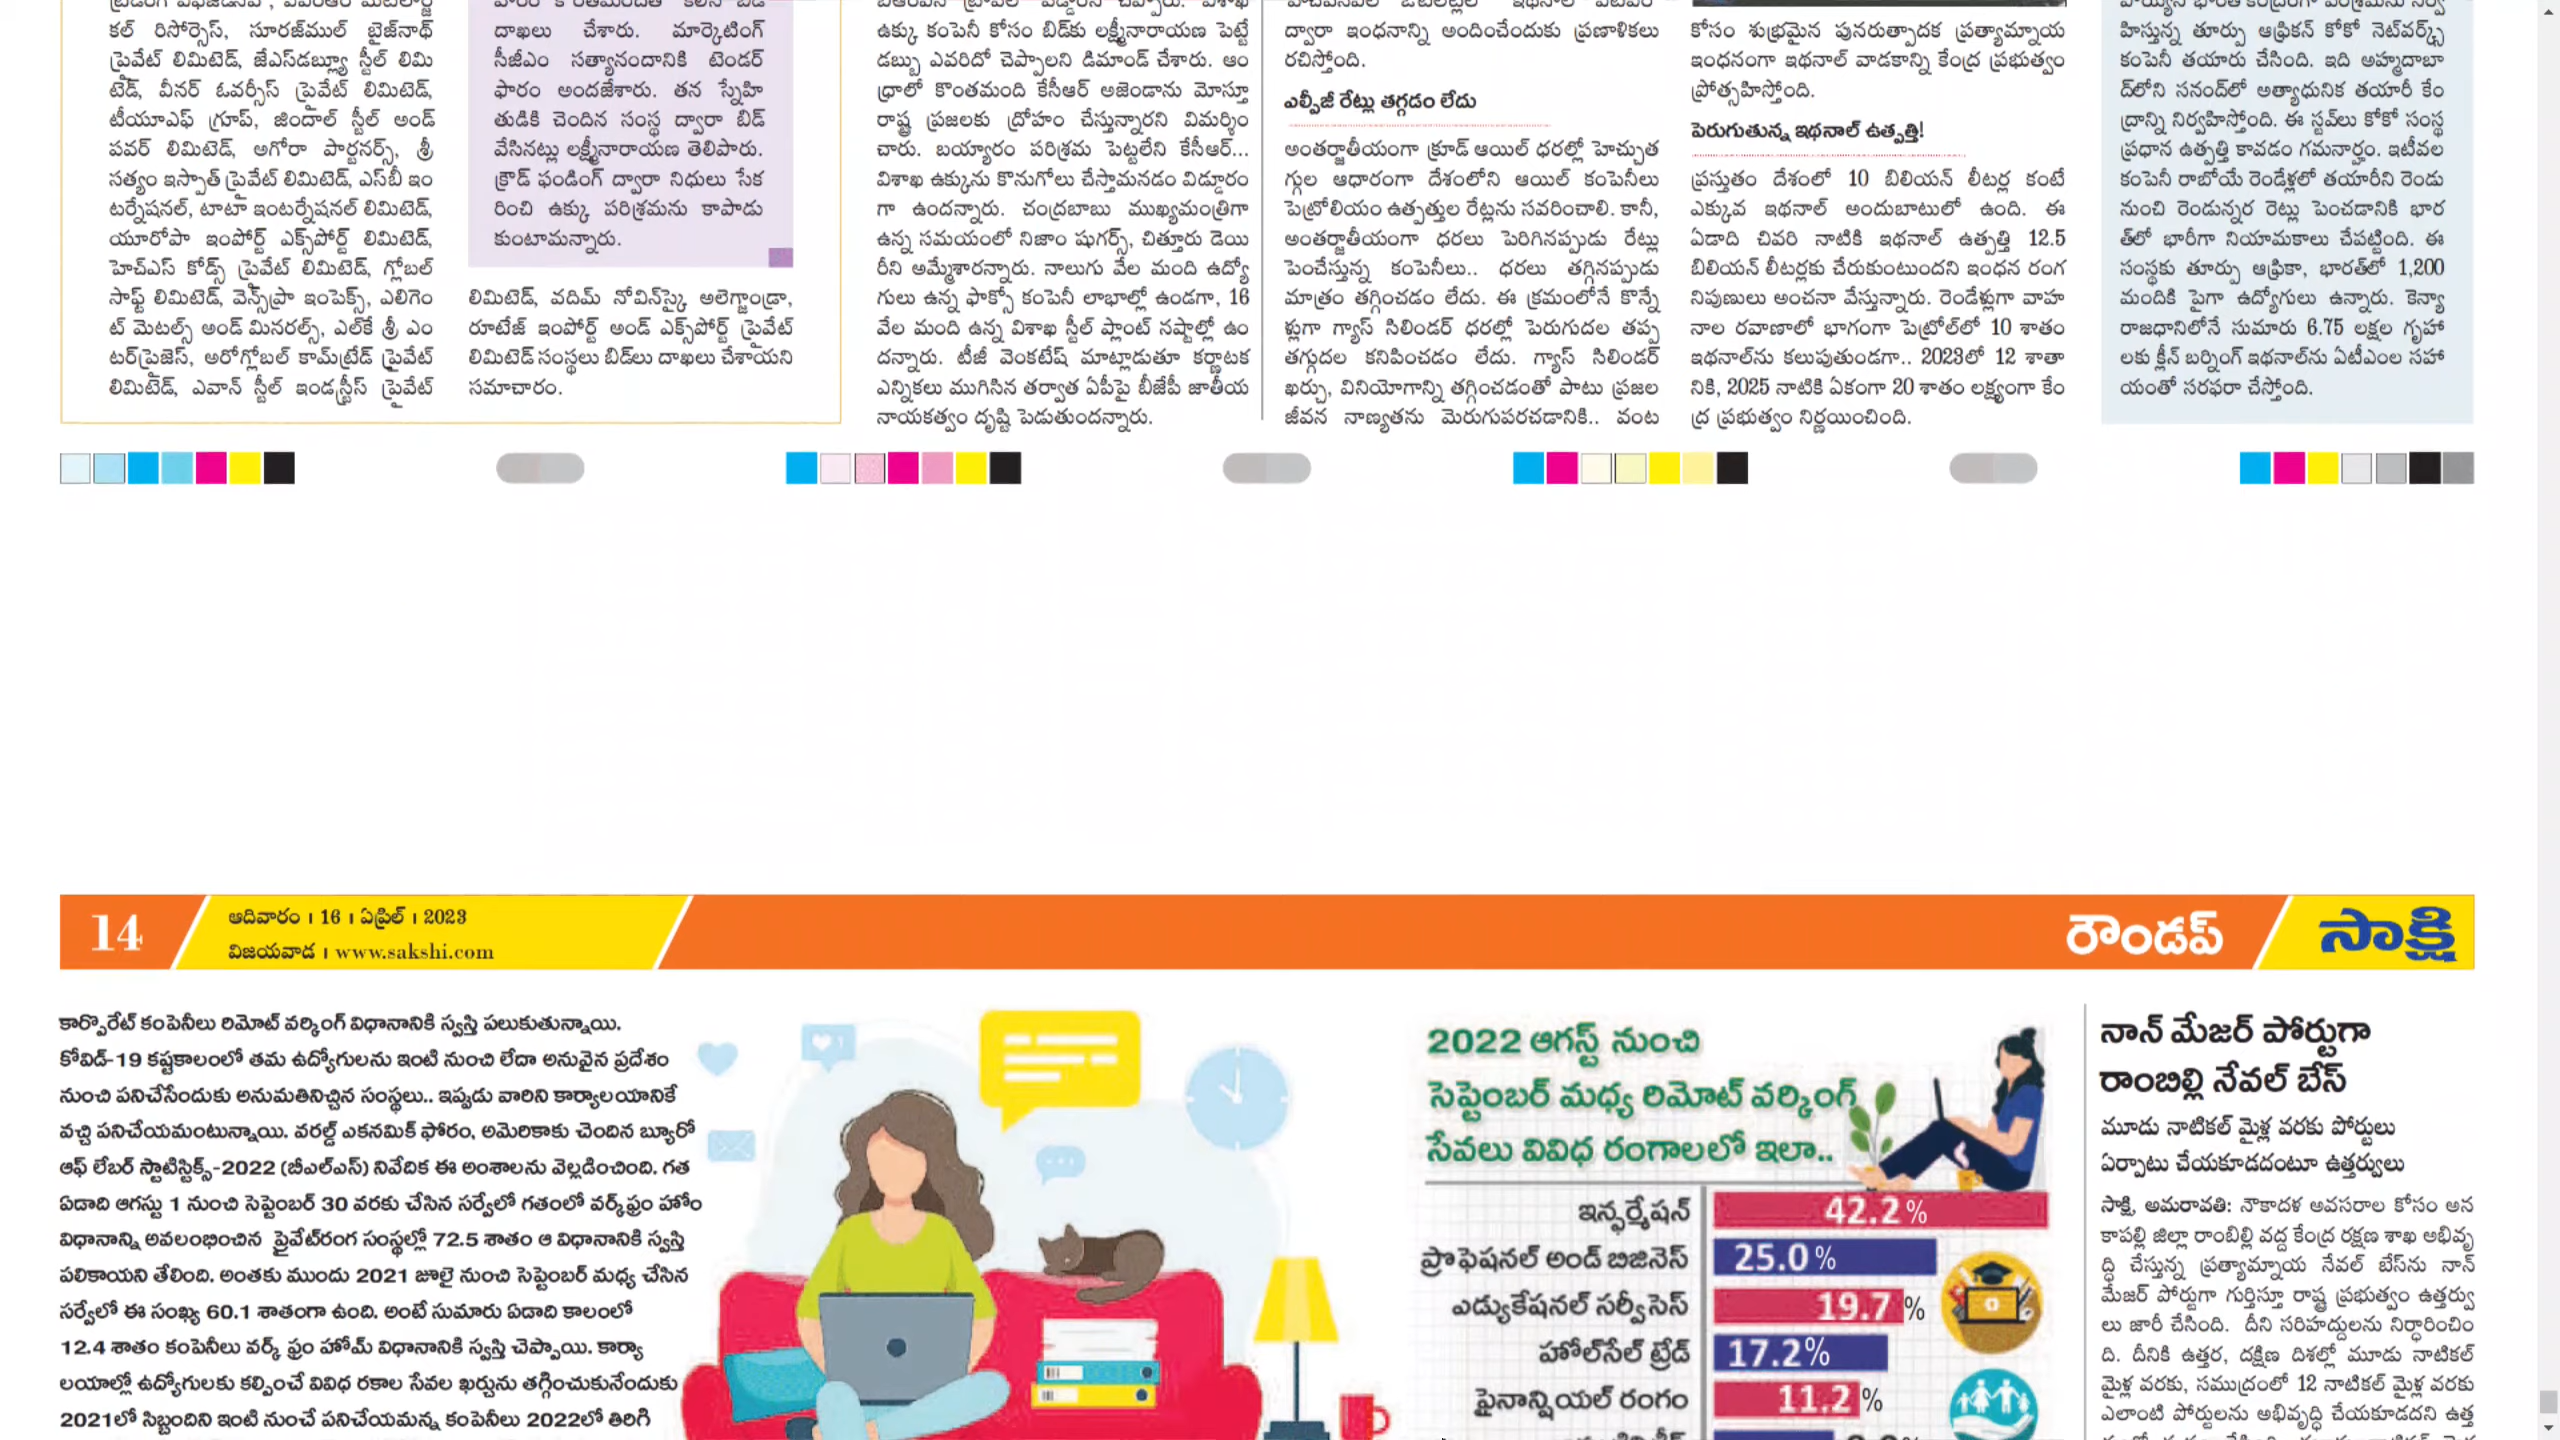 కల్ రిసోర్సెస్, సూరజ్‌ముల్ బైజ్‌నాథ్
ప్రైవేట్ లిమిటెడ్, జేఎస్‌డబ్ల్యూ స్టీల్ లిమి
టెడ్, వీనర్ ఓవర్సీస్ ప్రైవేట్ లిమిటెడ్,
టీయూఎఫ్ గ్రూప్, జిందాల్ స్టీల్ అండ్
పవర్ లిమిటెడ్, అగోరా పార్టనర్స్, శ్రీ
సత్యం ఇస్పాత్ ప్రైవేట్ లిమిటెడ్, ఎస్‌బీ ఇం
టర్నేషనల్, టాటా ఇంటర్నేషనల్ లిమిటెడ్,
యూరోపా ఇంపోర్ట్ ఎక్స్‌పోర్ట్ లిమిటెడ్,
హెచ్ఎస్ కోడ్స్ ప్రైవేట్ లిమిటెడ్, గ్లోబల్
సాఫ్ట్ లిమిటెడ్, వెన్స్‌ప్రా ఇంపెక్స్, ఎలిగెం
ట్ మెటల్స్ అండ్ మినరల్స్, ఎల్‌కే శ్రీ ఎం
టర్‌ప్రైజెస్, అరోగ్లోబల్ కామ్‌ట్రేడ్ ప్రైవేట్
లిమిటెడ్, ఎవాన్ స్టీల్ ఇండస్ట్రీస్ ప్రైవేట్
దాఖలు చేశారు. మార్కెటింగ్
సీజీఎం సత్యానందానికి టెండర్
ఫారం అందజేశారు. తన స్నేహి
తుడికి చెందిన సంస్థ ద్వారా బిడ్
వేసినట్లు లక్ష్మీనారాయణ తెలిపారు.
క్రౌడ్ ఫండింగ్ ద్వారా నిధులు సేక
రించి ఉక్కు పరిశ్రమను కాపాడు
కుంటామన్నారు.
లిమిటెడ్, వదిమ్ నోవిన్‌స్కై అలెగ్జాండ్రా,
రూటేజ్ ఇంపోర్ట్ అండ్ ఎక్స్‌పోర్ట్ ప్రైవేట్
లిమిటెడ్ సంస్థలు బిడ్‌లు దాఖలు చేశాయని
సమాచారం.
ఉక్కు కంపెనీ కోసం బిడ్‌కు లక్ష్మీనారాయణ పెట్టే
డబ్బు ఎవరిదో చెప్పాలని డిమాండ్ చేశారు. ఆం
ధ్రాలో కొంతమంది కేసీఆర్ అజెండాను మోస్తూ
రాష్ట్ర ప్రజలకు ద్రోహం చేస్తున్నారని విమర్శిం
చారు. బయ్యారం పరిశ్రమ పెట్టలేని కేసీఆర్...
విశాఖ ఉక్కును కొనుగోలు చేస్తామనడం విడ్డూరం
గా ఉందన్నారు. చంద్రబాబు ముఖ్యమంత్రిగా
ఉన్న సమయంలో నిజాం షుగర్స్, చిత్తూరు డెయి
రీని అమ్మేశారన్నారు. నాలుగు వేల మంది ఉద్యో
గులు ఉన్న ఫాక్సో కంపెనీ లాభాల్లో ఉండగా, 16
వేల మంది ఉన్న విశాఖ స్టీల్ ప్లాంట్ నష్టాల్లో ఉం
దన్నారు. టీజీ వెంకటేష్ మాట్లాడుతూ కర్ణాటక
ఎన్నికలు ముగిసిన తర్వాత ఏపీపై బీజేపీ జాతీయ
నాయకత్వం దృష్టి పెడుతుందన్నారు.
ద్వారా ఇంధనాన్ని అందించేందుకు ప్రణాళికలు
రచిస్తోంది.
ఎల్పీజీ రేట్లు తగ్గడం లేదు
అంతర్జాతీయంగా క్రూడ్ ఆయిల్ ధరల్లో హెచ్చుత
గ్గుల ఆధారంగా దేశంలోని ఆయిల్ కంపెనీలు
పెట్రోలియం ఉత్పత్తుల రేట్లను సవరించాలి. కానీ,
అంతర్జాతీయంగా ధరలు పెరిగినప్పుడు రేట్లు
పెంచేస్తున్న కంపెనీలు.. ధరలు తగ్గినప్పుడు
మాత్రం తగ్గించడం లేదు. ఈ క్రమంలోనే కొన్నే
ళ్లుగా గ్యాస్ సిలిండర్ ధరల్లో పెరుగుదల తప్ప
తగ్గుదల కనిపించడం లేదు. గ్యాస్ సిలిండర్
ఖర్చు, వినియోగాన్ని తగ్గించడంతో పాటు ప్రజల
జీవన నాణ్యతను మెరుగుపరచడానికి.. వంట
కోసం శుభ్రమైన పునరుత్పాదక ప్రత్యామ్నాయ
ఇంధనంగా ఇథనాల్ వాడకాన్ని కేంద్ర ప్రభుత్వం
ప్రోత్సహిస్తోంది.
పెరుగుతున్న ఇథనాల్ ఉత్పత్తి!
ప్రస్తుతం దేశంలో 10 బిలియన్ లీటర్ల కంటే
ఎక్కువ ఇథనాల్ అందుబాటులో ఉంది. ఈ
ఏడాది చివరి నాటికి ఇథనాల్ ఉత్పత్తి 12.5
బిలియన్ లీటర్లకు చేరుకుంటుందని ఇంధన రంగ
నిపుణులు అంచనా వేస్తున్నారు. రెండేళ్లుగా వాహ
నాల రవాణాలో భాగంగా పెట్రోల్‌లో 10 శాతం
ఇథనాల్‌ను కలుపుతుండగా.. 2023లో 12 శాతా
నికి, 2025 నాటికి ఏకంగా 20 శాతం లక్ష్యంగా కేం
ద్ర ప్రభుత్వం నిర్ణయించింది.
హిస్తున్న తూర్పు ఆఫ్రికన్ కోకో నెట్‌వర్క్స్
కంపెనీ తయారు చేసింది. ఇది అహ్మదాబా
ద్‌లోని సనంద్‌లో అత్యాధునిక తయారీ కేం
ద్రాన్ని నిర్వహిస్తోంది. ఈ స్టవ్‌లు కోకో సంస్థ
ప్రధాన ఉత్పత్తి కావడం గమనార్హం. ఇటీవల
కంపెనీ రాబోయే రెండేళ్లలో తయారీని రెండు
నుంచి రెండున్నర రెట్లు పెంచడానికి భార
త్‌లో భారీగా నియామకాలు చేపట్టింది. ఈ
సంస్థకు తూర్పు ఆఫ్రికా, భారత్‌లో 1,200
మందికి పైగా ఉద్యోగులు ఉన్నారు. కెన్యా
రాజధానిలోనే సుమారు 6.75 లక్షల గృహా
లకు క్లీన్ బర్నింగ్ ఇథనాల్‌ను ఏటీఎంల సహా
యంతో సరఫరా చేస్తోంది.
14
ఆదివారం । 16 । ఏప్రిల్ । 2023
విజయవాడ । www.sakshi.com
రౌండప్
సాక్షి
కార్పొరేట్ కంపెనీలు రిమోట్ వర్కింగ్ విధానానికి స్వస్తి పలుకుతున్నాయి.
కోవిడ్-19 కష్టకాలంలో తమ ఉద్యోగులను ఇంటి నుంచి లేదా అనువైన ప్రదేశం
నుంచి పనిచేసేందుకు అనుమతినిచ్చిన సంస్థలు.. ఇప్పుడు వారిని కార్యాలయానికే
వచ్చి పనిచేయమంటున్నాయి. వరల్డ్ ఎకనమిక్ ఫోరం, అమెరికాకు చెందిన బ్యూరో
ఆఫ్ లేబర్ స్టాటిస్టిక్స్-2022 (బీఎల్ఎస్) నివేదిక ఈ అంశాలను వెల్లడించింది. గత
ఏడాది ఆగస్టు 1 నుంచి సెప్టెంబర్ 30 వరకు చేసిన సర్వేలో గతంలో వర్క్‌ఫ్రం హోం
విధానాన్ని అవలంభించిన ప్రైవేట్‌రంగ సంస్థల్లో 72.5 శాతం ఆ విధానానికి స్వస్తి
పలికాయని తేలింది. అంతకు ముందు 2021 జూలై నుంచి సెప్టెంబర్ మధ్య చేసిన
సర్వేలో ఈ సంఖ్య 60.1 శాతంగా ఉంది. అంటే సుమారు ఏడాది కాలంలో
12.4 శాతం కంపెనీలు వర్క్ ఫ్రం హోమ్ విధానానికి స్వస్తి చెప్పాయి. కార్యా
లయాల్లో ఉద్యోగులకు కల్పించే వివిధ రకాల సేవల ఖర్చును తగ్గించుకునేందుకు
2021లో సిబ్బందిని ఇంటి నుంచే పనిచేయమన్న కంపెనీలు 2022లో తిరిగి
2022 ఆగస్ట్ నుంచి
సెప్టెంబర్ మధ్య రిమోట్ వర్కింగ్
సేవలు వివిధ రంగాలలో ఇలా..
ఇన్ఫర్మేషన్ 42.2%
ప్రొఫెషనల్ అండ్ బిజినెస్ 25.0%
ఎడ్యుకేషనల్ సర్వీసెస్ 19.7%
హోల్‌సేల్ ట్రేడ్ 17.2%
ఫైనాన్షియల్ రంగం 11.2%
నాన్ మేజర్ పోర్టుగా
రాంబిల్లి నేవల్ బేస్
మూడు నాటికల్ మైళ్ల వరకు పోర్టులు
ఏర్పాటు చేయకూడదంటూ ఉత్తర్వులు
సాక్షి, అమరావతి: నౌకాదళ అవసరాల కోసం అన
కాపల్లి జిల్లా రాంబిల్లి వద్ద కేంద్ర రక్షణ శాఖ అభివృ
ద్ధి చేస్తున్న ప్రత్యామ్నాయ నేవల్ బేస్‌ను నాన్
మేజర్ పోర్టుగా గుర్తిస్తూ రాష్ట్ర ప్రభుత్వం ఉత్తర్వు
లు జారీ చేసింది. దీని సరిహద్దులను నిర్ధారించిం
ది. దీనికి ఉత్తర, దక్షిణ దిశల్లో మూడు నాటికల్
మైళ్ల వరకు, సముద్రంలో 12 నాటికల్ మైళ్ల వరకు
ఎలాంటి పోర్టులను అభివృద్ధి చేయకూడదని ఉత్త